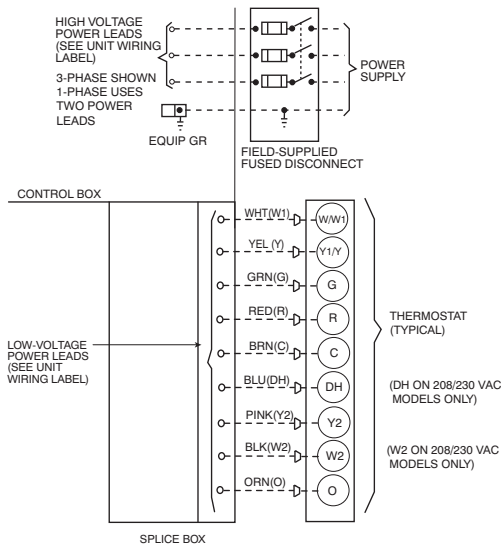 HIGH VOLTAGE
POWER LEADS
(SEE UNIT WIRING
LABEL)
3-PHASE SHOWN
1-PHASE USES
TWO POWER
LEADS
POWER
SUPPLY
EQUIP GR
FIELD-SUPPLIED
FUSED DISCONNECT
CONTROL BOX
WHT(W1) W/W1
YEL (Y) Y1/Y
GRN(G) G
RED(R) R
BRN(C) C
BLU(DH) DH
PINK(Y2) Y2
BLK(W2) W2
ORN(O) O
THERMOSTAT
(TYPICAL)
LOW-VOLTAGE
POWER LEADS
(SEE UNIT
WIRING LABEL)
(DH ON 208/230 VAC
MODELS ONLY)
(W2 ON 208/230 VAC
MODELS ONLY)
SPLICE BOX